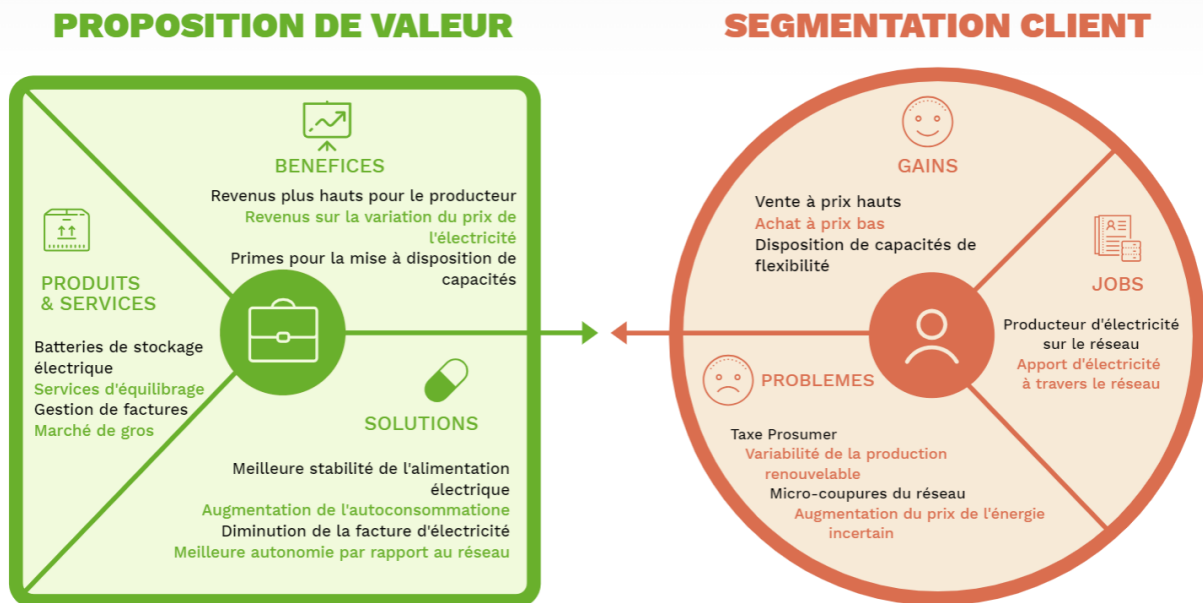 PROPOSITION DE VALEUR
BENEFICES
Revenus plus hauts pour le producteur
Revenus sur la variation du prix de
l'électricité
Primes pour la mise à disposition de
capacités
PRODUITS
& SERVICES
Batteries de stockage
électrique
Services d'équilibrage
Gestion de factures
Marché de gros
SOLUTIONS
Meilleure stabilité de l'alimentation
électrique
Augmentation de l'autoconsommatione
Diminution de la facture d'électricité
Meilleure autonomie par rapport au réseau
SEGMENTATION CLIENT
GAINS
Vente à prix hauts
Achat à prix bas
Disposition de capacités de
flexibilité
JOBS
Producteur d'électricité
sur le réseau
Apport d'électricité
à travers le réseau
PROBLEMES
Taxe Prosumer
Variabilité de la production
renouvelable
Micro-coupures du réseau
Augmentation du prix de l'énergie
incertain